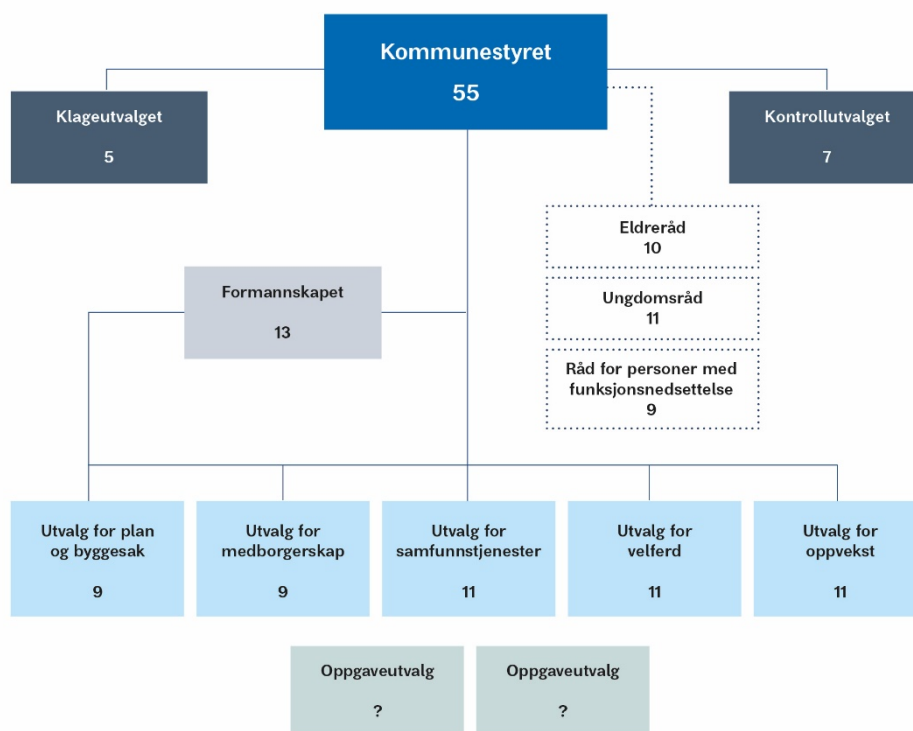 Kommunestyret
55
Klageutvalget
5
Kontrollutvalget
7
Eldreråd
10
Ungdomsråd
11
Råd for personer med
funksjonsnedsettelse
9
Formannskapet
13
Utvalg for plan
og byggesak
9
Utvalg for
medborgerskap
9
Utvalg for
samfunnstjenester
11
Utvalg for
velferd
11
Utvalg for
oppvekst
11
Oppgaveutvalg
?
Oppgaveutvalg
?